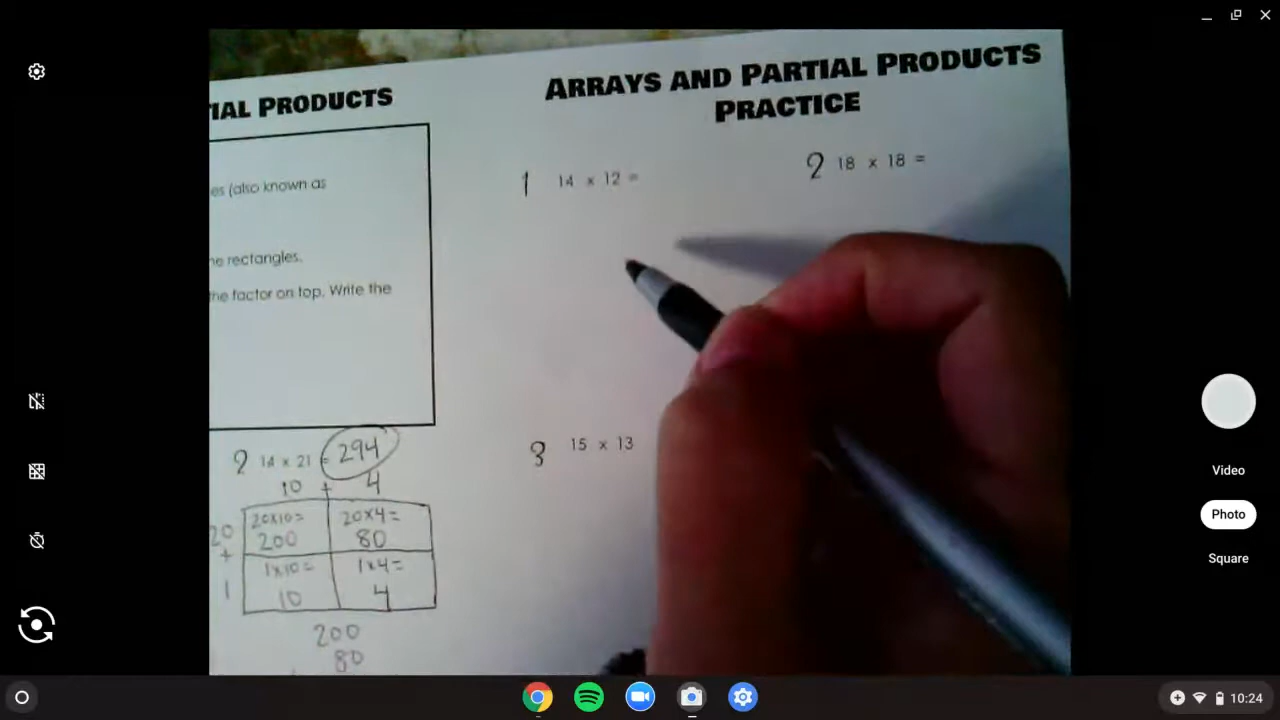 TIAL PRODUCTS
es (also known as
he rectangles.
the factor on top. Write the
2 14 x 21 = 294
10 + 4
20 + 1
20x10=
200
20x4=
80
1x10=
10
1x4=
4
200
80
ARRAYS AND PARTIAL PRODUCTS
PRACTICE
1 14 x 12 =
2 18 x 18 =
3 15 x 13
Video
Photo
Square
10:24